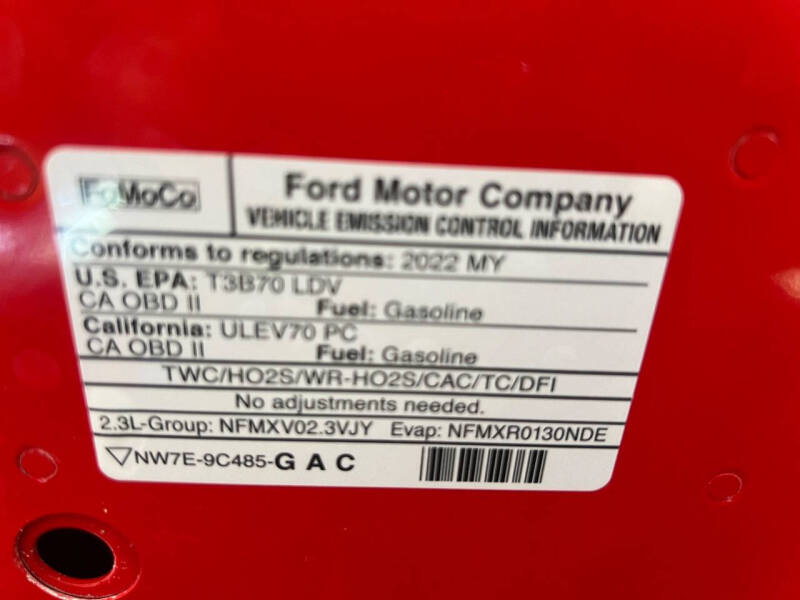 FoMoCo
Ford Motor Company
VEHICLE EMISSION CONTROL INFORMATION
Conforms to regulations: 2022 MY
U.S. EPA: T3B70 LDV
CA OBD II Fuel: Gasoline
California: ULEV70 PC
CA OBD II Fuel: Gasoline
TWC/HO2S/WR-HO2S/CAC/TC/DFI
No adjustments needed.
2.3L-Group: NFMXV02.3VJY Evap: NFMXR0130NDE
▽NW7E-9C485-G A C